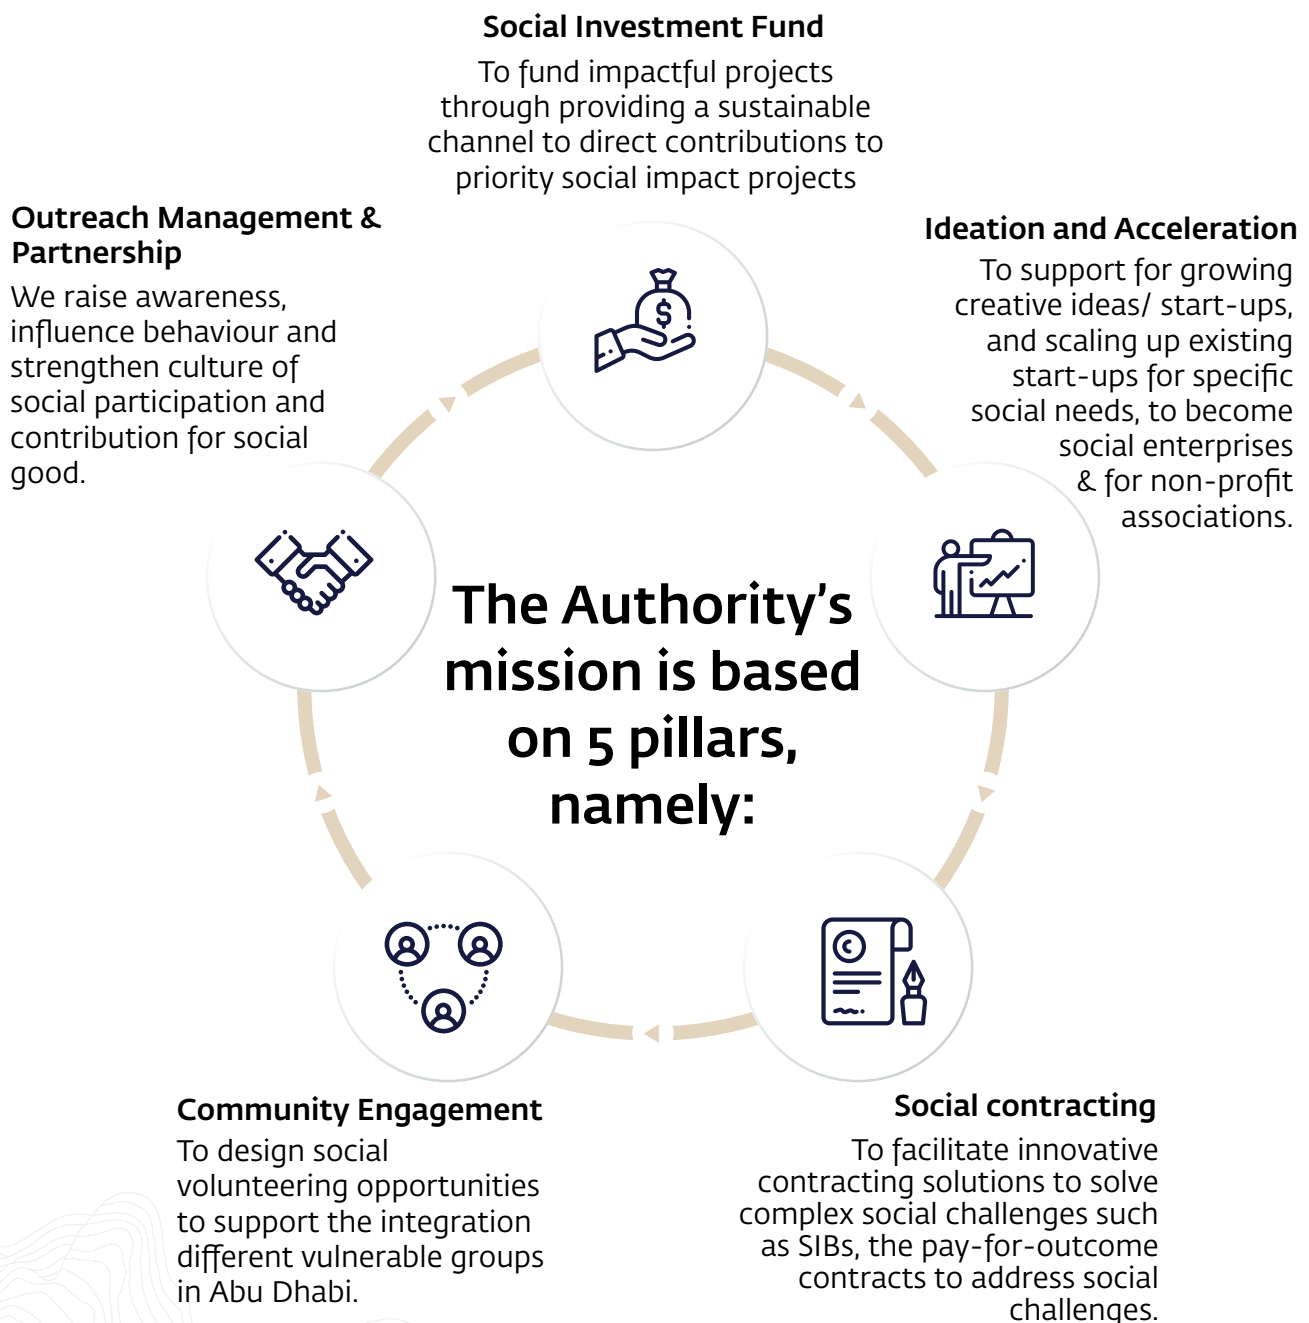 Social Investment Fund
To fund impactful projects
through providing a sustainable
channel to direct contributions to
priority social impact projects
Outreach Management &
Partnership
We raise awareness,
influence behaviour and
strengthen culture of
social participation and
contribution for social
good.
Ideation and Acceleration
To support for growing
creative ideas/ start-ups,
and scaling up existing
start-ups for specific
social needs, to become
social enterprises
& for non-profit
associations.
The Authority’s
mission is based
on 5 pillars,
namely:
Community Engagement
To design social
volunteering opportunities
to support the integration
different vulnerable groups
in Abu Dhabi.
Social contracting
To facilitate innovative
contracting solutions to solve
complex social challenges such
as SIBs, the pay-for-outcome
contracts to address social
challenges.